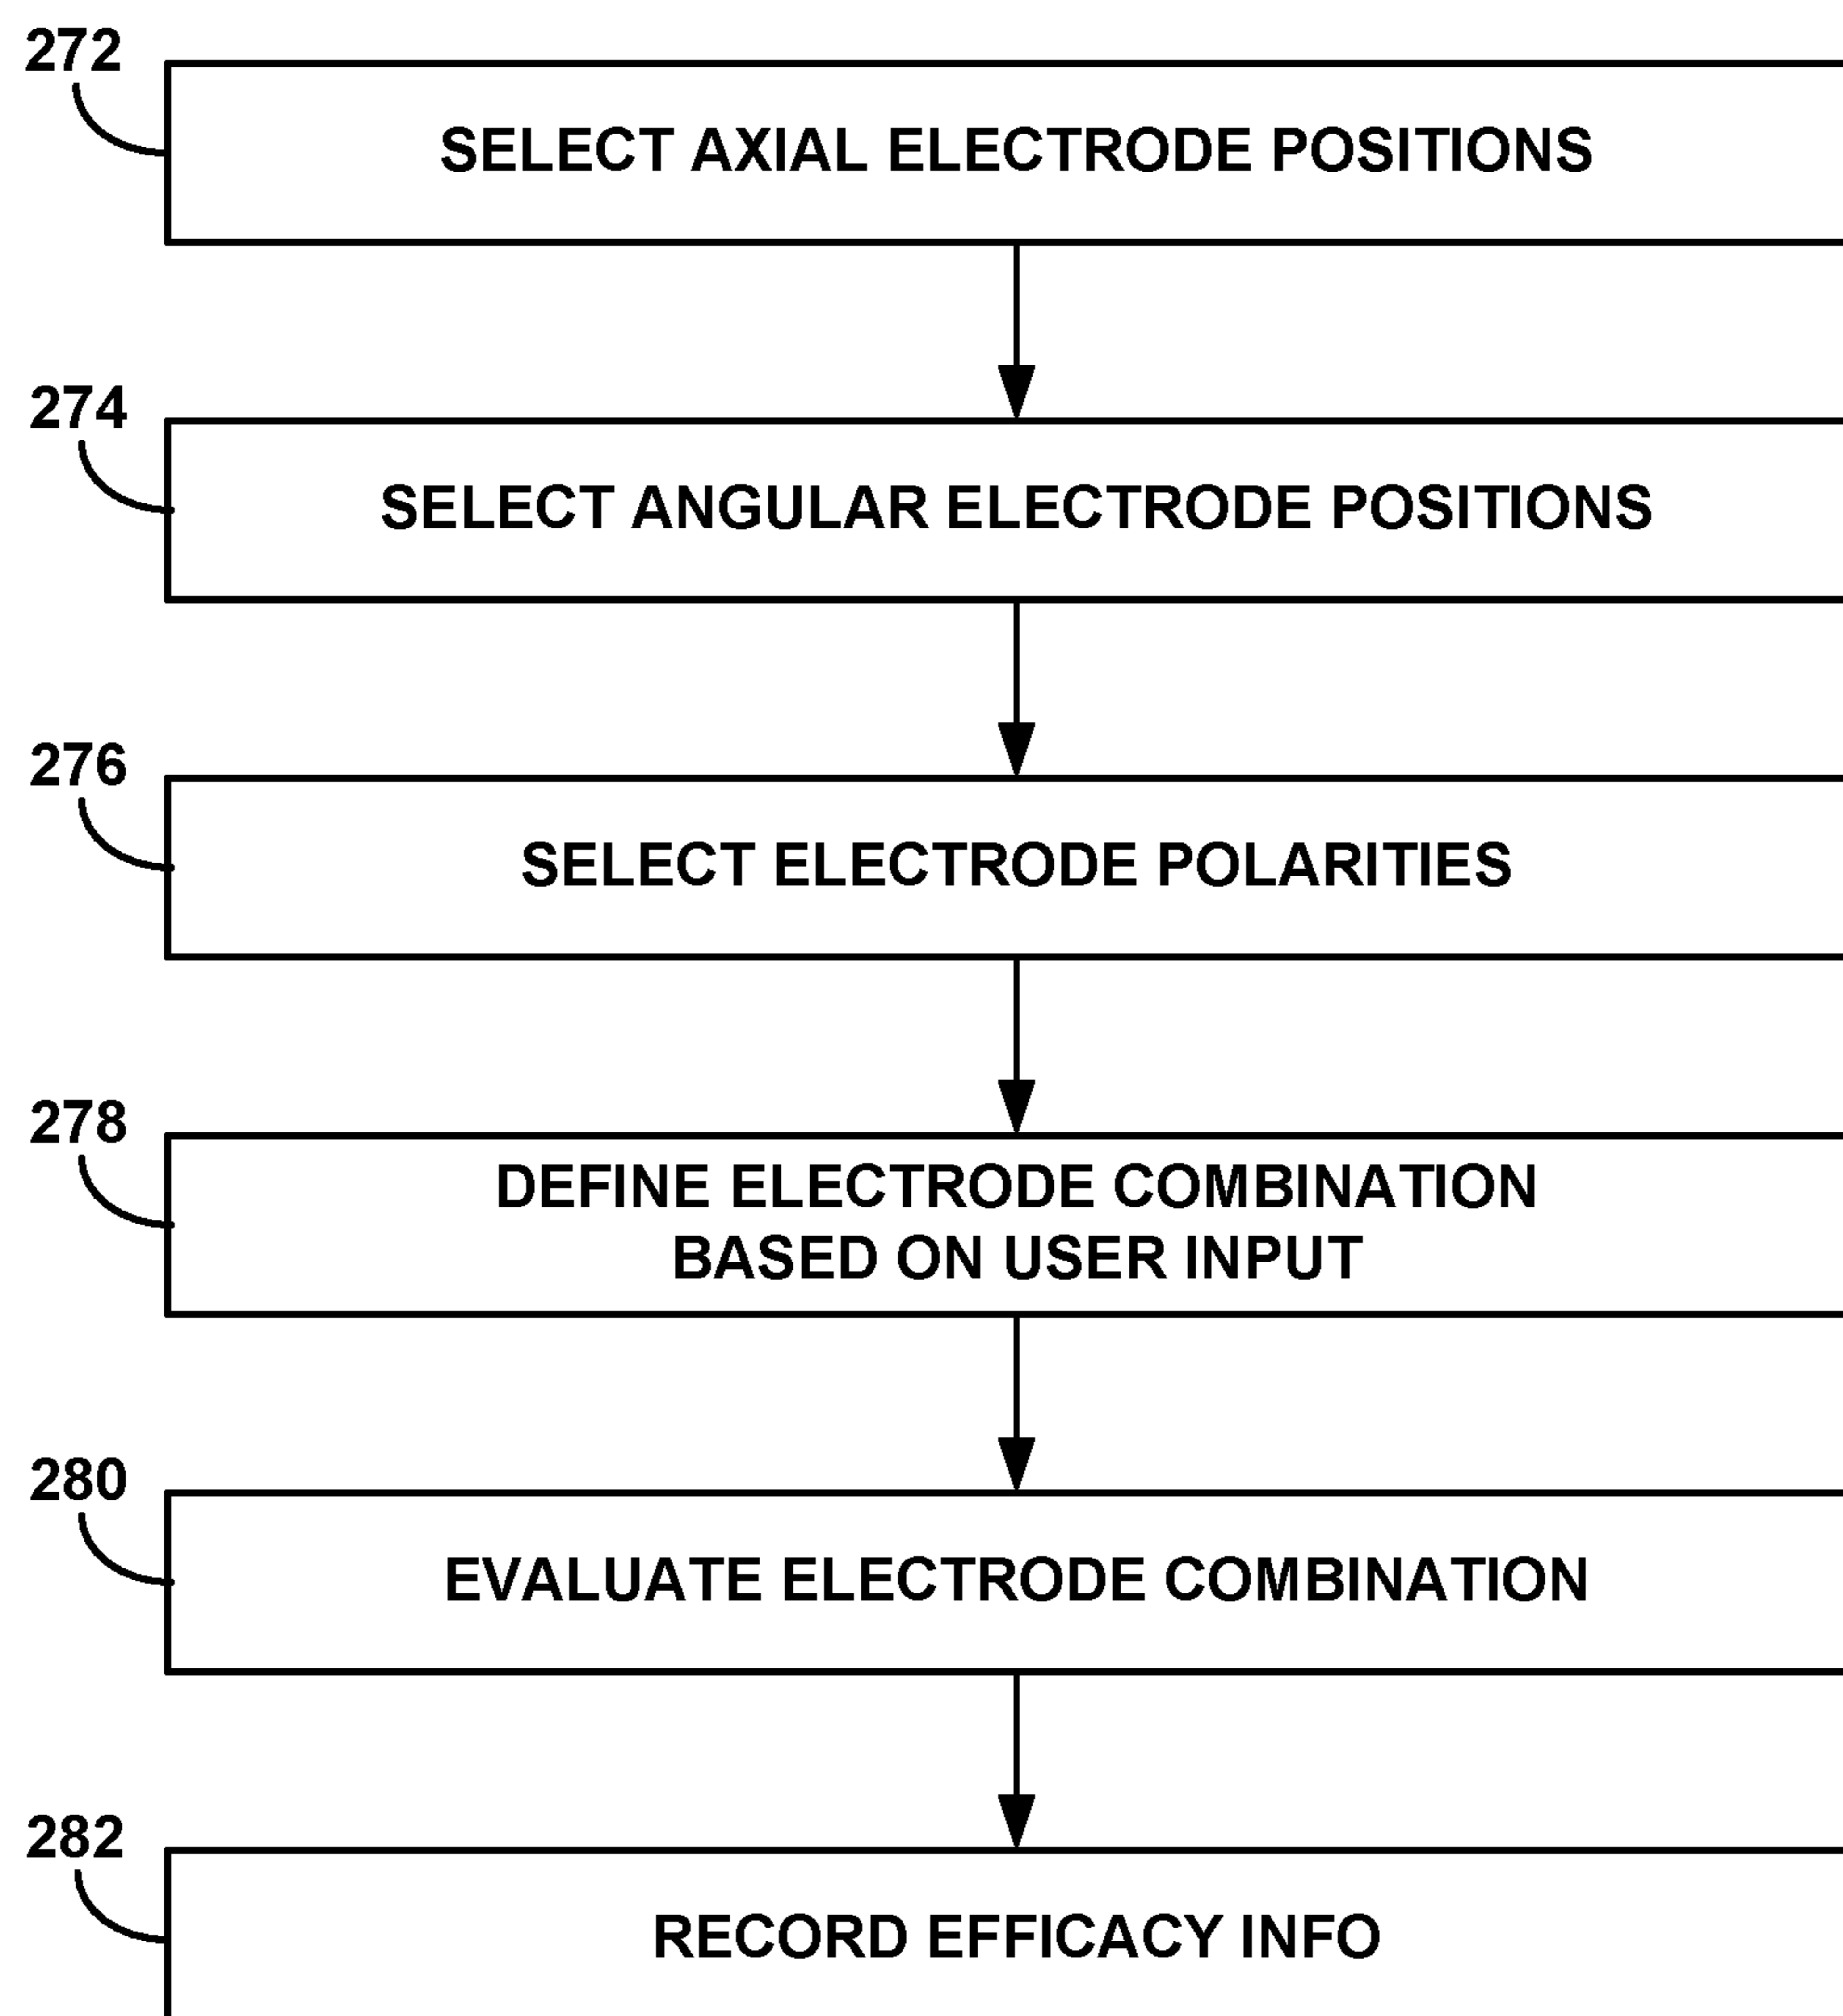 272
SELECT AXIAL ELECTRODE POSITIONS
274
SELECT ANGULAR ELECTRODE POSITIONS
276
SELECT ELECTRODE POLARITIES
278
DEFINE ELECTRODE COMBINATION
BASED ON USER INPUT
280
EVALUATE ELECTRODE COMBINATION
282
RECORD EFFICACY INFO